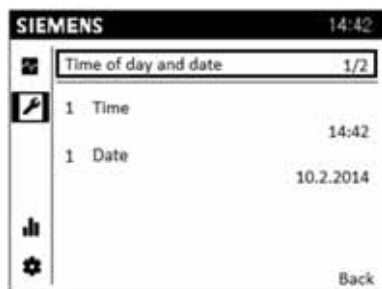 SIEMENS 14:42
Time of day and date 1/2
1 Time
14:42
1 Date
10.2.2014
Back